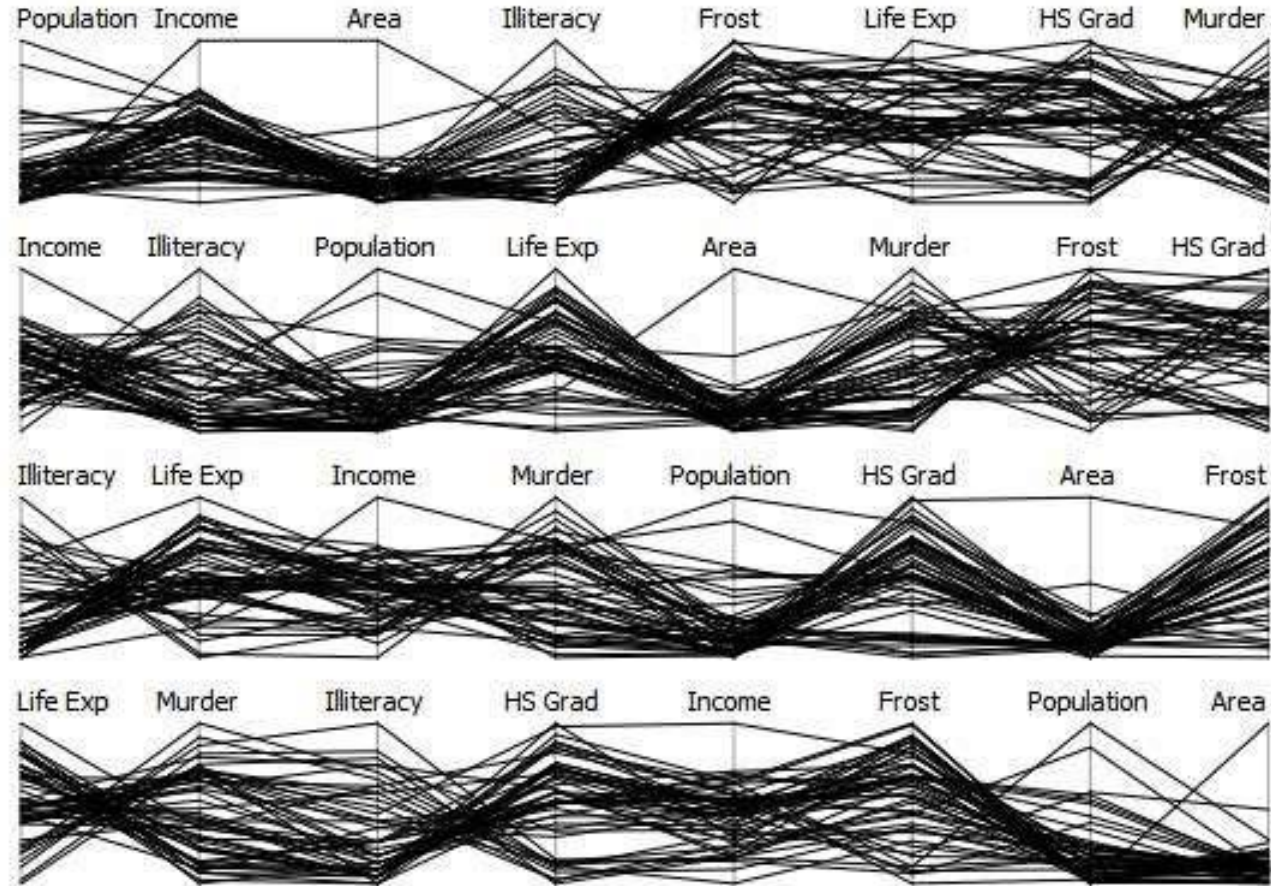 Population Income Area Illiteracy Frost Life Exp HS Grad Murder
Income Illiteracy Population Life Exp Area Murder Frost HS Grad
Illiteracy Life Exp Income Murder Population HS Grad Area Frost
Life Exp Murder Illiteracy HS Grad Income Frost Population Area